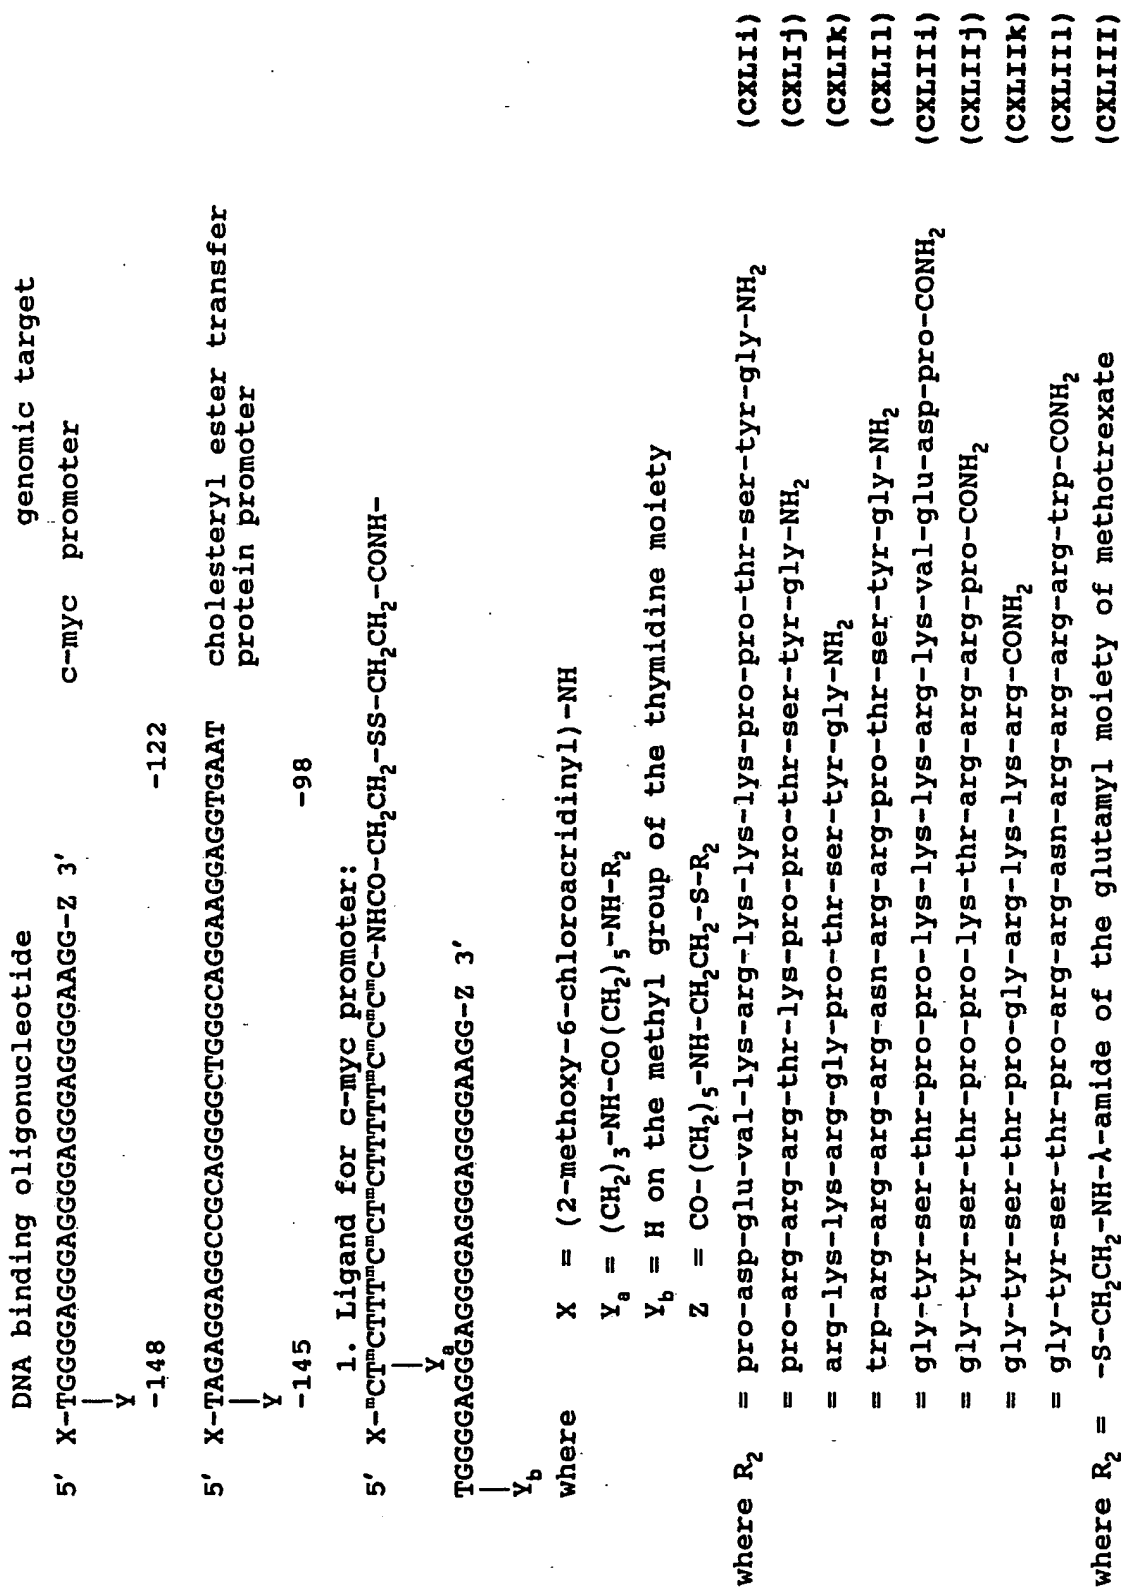 DNA binding oligonucleotide genomic target
5′ X-TGGGGAGGGAGGGGAGGGGAGGGAGGGGAAGG-Z 3′ c-myc promoter
Y
-148 -122
5′ X-TAGAGGAGGCCGCAGGGGCTGGGCAGGAAGGAGGTGAAT cholesteryl ester transfer
Y protein promoter
-145 -98
1. Ligand for c-myc promoter:
5′ X-ᵐCTᵐCTTTᵐCᵐCTᵐCTTTTTᵐCᵐCᵐCᵐC-NHCO-CH₂CH₂-SS-CH₂CH₂-CONH-
Yₐ
TGGGGAGGGAGGGGAGGGAGGGGAAGG-Z 3′
Y_b
where X = (2-methoxy-6-chloroacridinyl)-NH
Yₐ = (CH₂)₃-NH-CO(CH₂)₅-NH-R₂
Y_b = H on the methyl group of the thymidine moiety
Z = CO-(CH₂)₅-NH-CH₂CH₂-S-R₂
where R₂ = pro-asp-glu-val-lys-arg-lys-lys-lys-pro-pro-thr-ser-tyr-gly-NH₂ (CXLIi)
= pro-arg-arg-arg-thr-lys-pro-pro-thr-ser-tyr-gly-NH₂ (CXLIj)
= arg-lys-lys-arg-gly-pro-thr-ser-tyr-gly-NH₂ (CXLIk)
= trp-arg-arg-arg-asn-arg-arg-pro-thr-ser-tyr-gly-NH₂ (CXLIl)
= gly-tyr-ser-thr-pro-pro-lys-lys-lys-arg-lys-val-glu-asp-pro-CONH₂ (CXLIIi)
= gly-tyr-ser-thr-pro-pro-lys-thr-arg-arg-arg-pro-CONH₂ (CXLIIj)
= gly-tyr-ser-thr-pro-gly-arg-lys-lys-arg-CONH₂ (CXLIIk)
= gly-tyr-ser-thr-pro-arg-arg-asn-arg-arg-arg-trp-CONH₂ (CXLIIl)
where R₂ = -S-CH₂CH₂-NH-λ-amide of the glutamyl moiety of methotrexate (CXLIII)